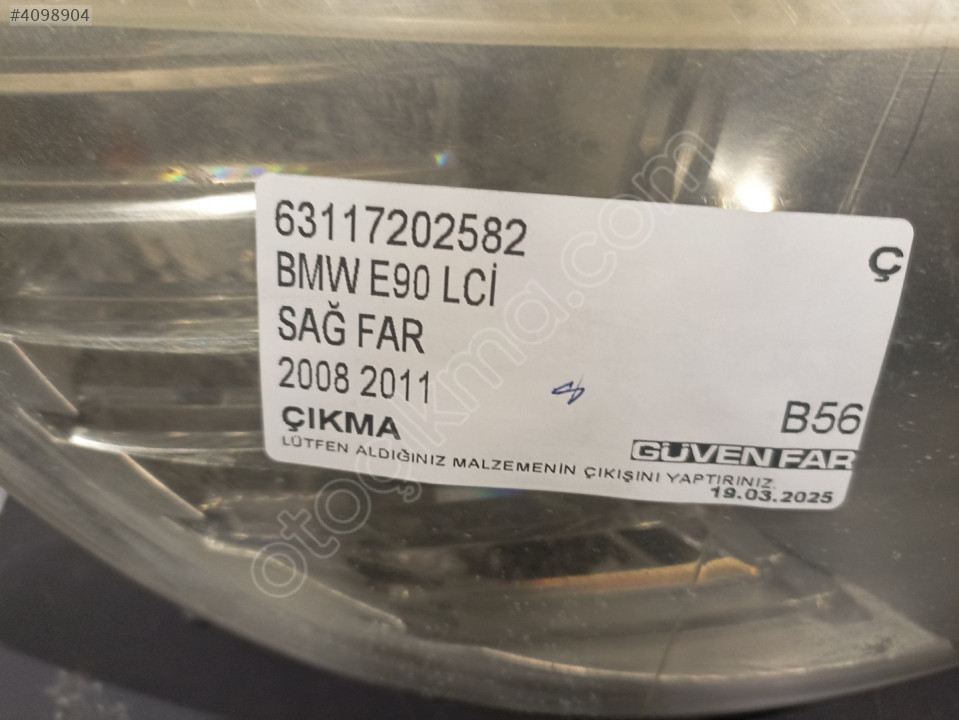 #4098904
63117202582
Ç
BMW E90 LCİ
SAĞ FAR
2008 2011
ÇIKMA
B56
GÜVEN FAR
LÜTFEN ALDIĞINIZ MALZEMENİN ÇIKIŞINI YAPTIRINIZ.
19.03.2025
otoçıkma.com